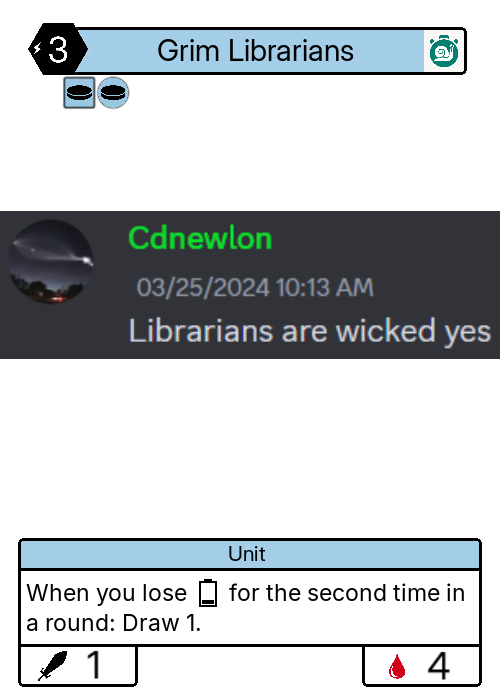 3
Grim Librarians
Cdnewlon
03/25/2024 10:13 AM
Librarians are wicked yes
Unit
When you lose for the second time in
a round: Draw 1.
1
4